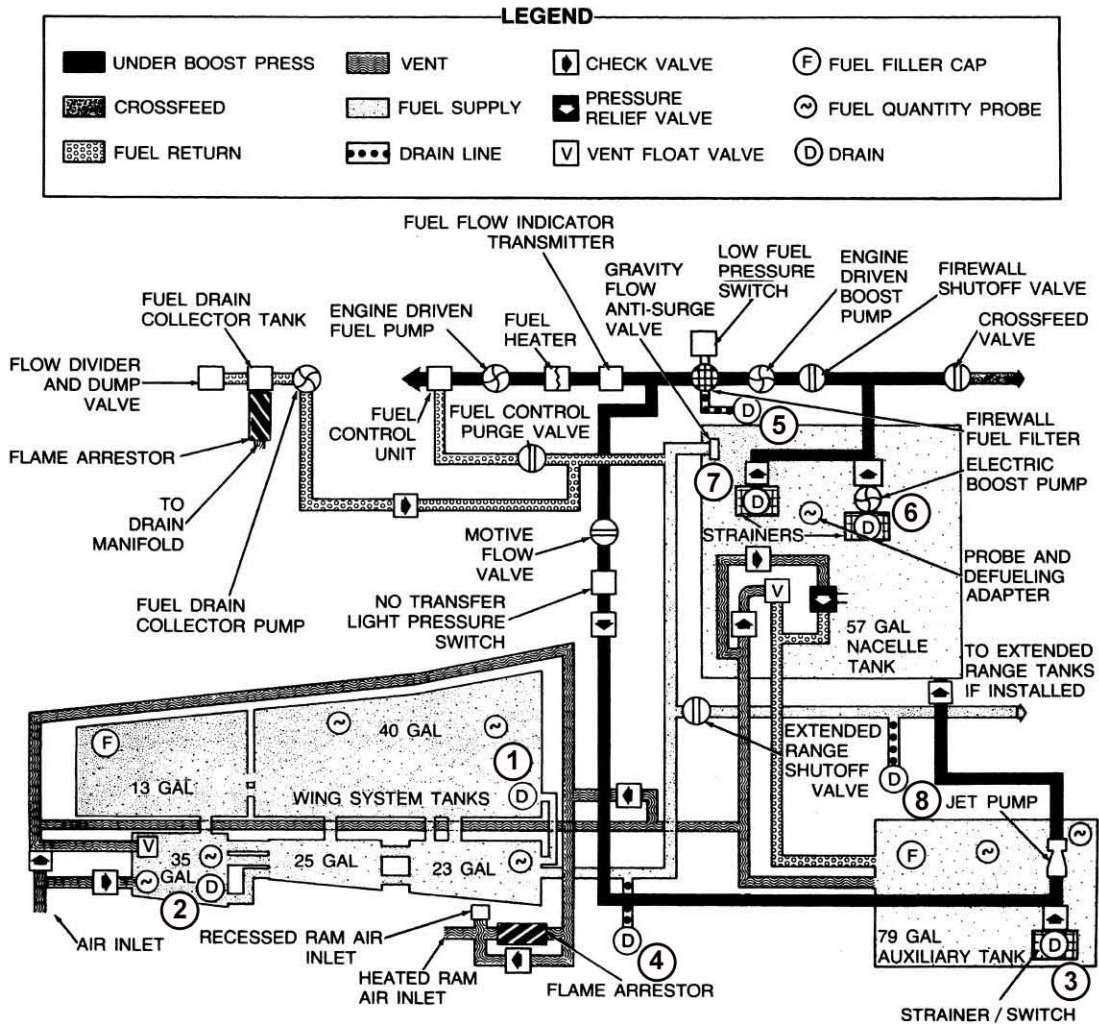 LEGEND
UNDER BOOST PRESS
CROSSFEED
FUEL RETURN
VENT
FUEL SUPPLY
DRAIN LINE
CHECK VALVE
PRESSURE
RELIEF VALVE
V VENT FLOAT VALVE
F FUEL FILLER CAP
~ FUEL QUANTITY PROBE
D DRAIN
FUEL FLOW INDICATOR
TRANSMITTER
GRAVITY
FLOW
ANTI-SURGE
VALVE
LOW FUEL
PRESSURE
SWITCH
ENGINE
DRIVEN
BOOST
PUMP
FIREWALL
SHUTOFF VALVE
CROSSFEED
VALVE
FUEL DRAIN
COLLECTOR TANK
ENGINE DRIVEN
FUEL PUMP
FUEL
HEATER
FLOW DIVIDER
AND DUMP
VALVE
FLAME ARRESTOR
TO
DRAIN
MANIFOLD
FUEL
CONTROL
UNIT
FUEL CONTROL
PURGE VALVE
D
5
FIREWALL
FUEL FILTER
7
ELECTRIC
BOOST PUMP
D
D
6
~
STRAINERS
PROBE AND
DEFUELING
ADAPTER
MOTIVE
FLOW
VALVE
FUEL DRAIN
COLLECTOR PUMP
NO TRANSFER
LIGHT PRESSURE
SWITCH
V
57 GAL
NACELLE
TANK
TO EXTENDED
RANGE TANKS
IF INSTALLED
EXTENDED
RANGE
SHUTOFF
VALVE
D
8
JET PUMP
F
13 GAL
~
~
40 GAL
1
D
WING SYSTEM TANKS
V
35
GAL
~
~
D
2
25 GAL
23 GAL
~
AIR INLET
RECESSED RAM AIR
INLET
HEATED RAM
AIR INLET
FLAME ARRESTOR
D
4
F
~
~
79 GAL
AUXILIARY TANK
D
3
STRAINER / SWITCH